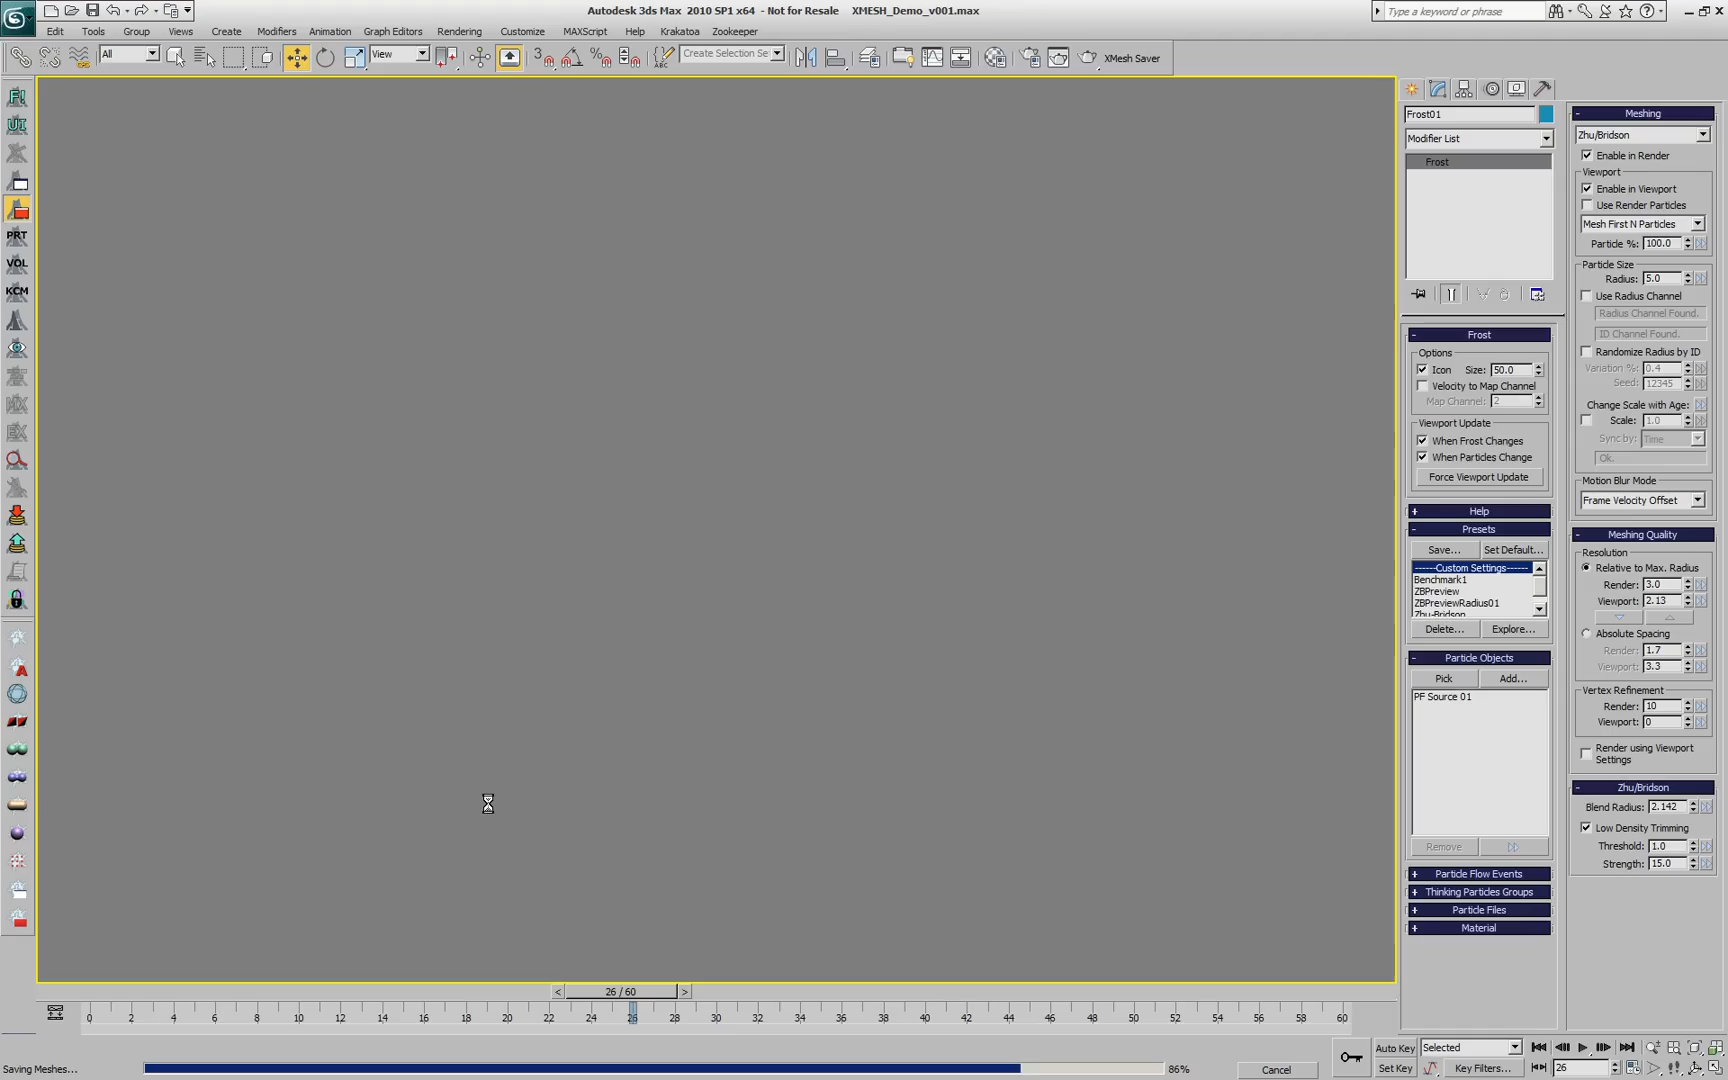 Autodesk 3ds Max 2010 SP1 x64 - Not for Resale XMESH_Demo_v001.max
Type a keyword or phrase
Edit Tools Group Views Create Modifiers Animation Graph Editors Rendering Customize MAXScript Help Krakatoa Zookeeper
All View Create Selection Se XMesh Saver
F!
UI
PRT
VOL
KCM
Frost01
Modifier List
Frost
- Frost
Options
Icon Size: 50.0
Velocity to Map Channel
Map Channel: 2
Viewport Update
When Frost Changes
When Particles Change
Force Viewport Update
+ Help
- Presets
Save... Set Default...
------Custom Settings------
Benchmark1
ZBPreview
ZBPreviewRadius01
Zhu-Bridson
Delete... Explore...
- Particle Objects
Pick Add...
PF Source 01
Remove
+ Particle Flow Events
+ Thinking Particles Groups
+ Particle Files
+ Material
- Meshing
Zhu/Bridson
Enable in Render
Viewport
Enable in Viewport
Use Render Particles
Mesh First N Particles
Particle %: 100.0
Particle Size
Radius: 5.0
Use Radius Channel
Radius Channel Found.
ID Channel Found.
Randomize Radius by ID
Variation %: 0.4
Seed: 12345
Change Scale with Age:
Scale: 1.0
Sync by: Time
Ok.
Motion Blur Mode
Frame Velocity Offset
- Meshing Quality
Resolution
Relative to Max. Radius
Render: 3.0
Viewport: 2.13
Absolute Spacing
Render: 1.7
Viewport: 3.3
Vertex Refinement
Render: 10
Viewport: 0
Render using Viewport
Settings
- Zhu/Bridson
Blend Radius: 2.142
Low Density Trimming
Threshold: 1.0
Strength: 15.0
< 26 / 60 >
0 2 4 6 8 10 12 14 16 18 20 22 24 26 28 30 32 34 36 38 40 42 44 46 48 50 52 54 56 58 60
Saving Meshes... 86% Cancel
Auto Key Selected
Set Key Key Filters... 26